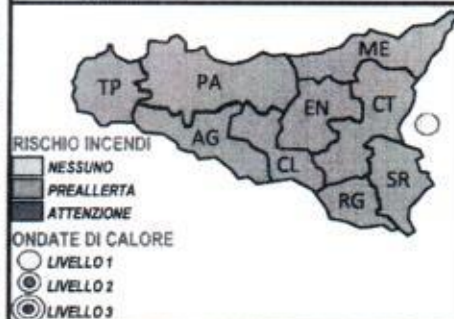 ME
TP
PA
EN
CT
AG
CL
SR
RG
RISCHIO INCENDI
NESSUNO
PREALLERTA
ATTENZIONE
ONDATE DI CALORE
LIVELLO 1
LIVELLO 2
LIVELLO 3